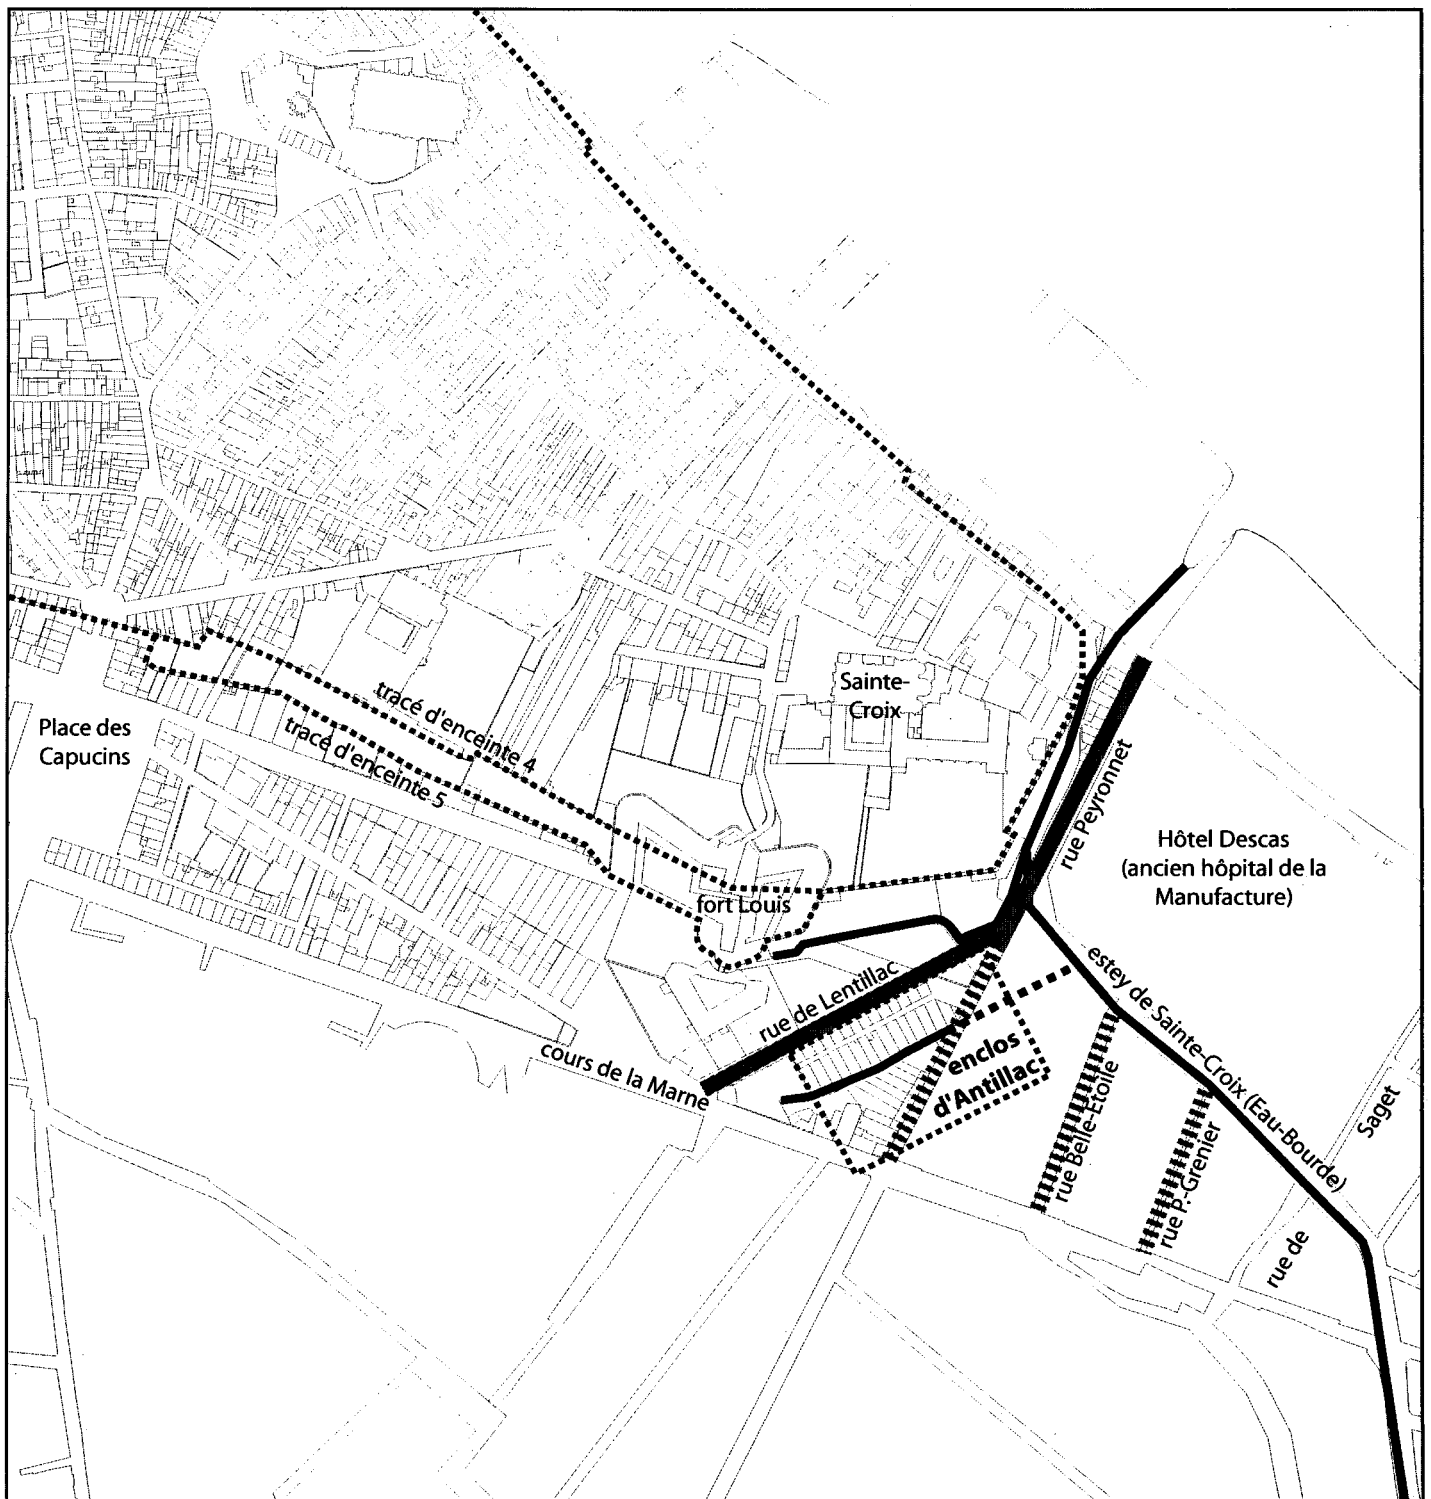 Sainte-
Croix
tracé d'enceinte 4
tracé d'enceinte 5
Place des
Capucins
rue Peyronnet
Hôtel Descas
(ancien hôpital de la
Manufacture)
fort Louis
rue de Lentillac
estey de Sainte-Croix (Eau-Bourde)
cours de la Marne
enclos
d'Antillac
rue Belle-Etoile
rue P.-Grenier
rue de
Saget